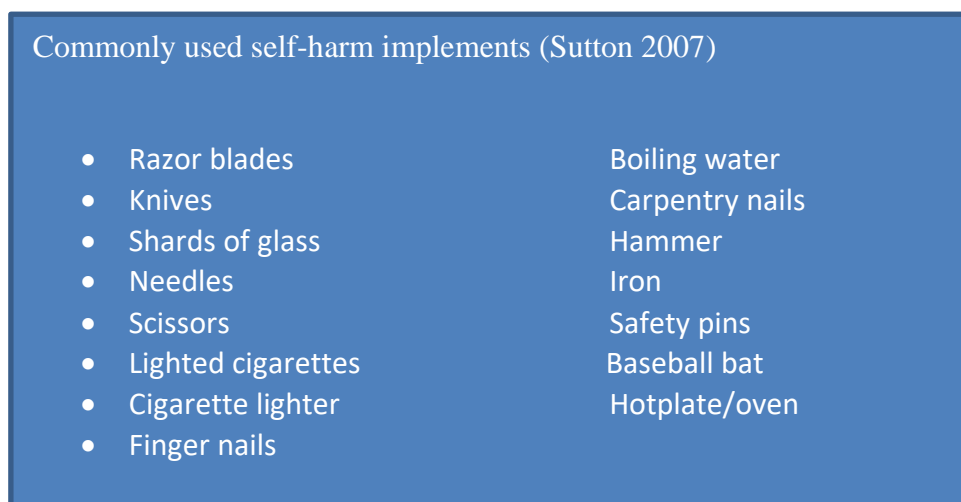 Commonly used self-harm implements (Sutton 2007)
• Razor blades Boiling water
• Knives Carpentry nails
• Shards of glass Hammer
• Needles Iron
• Scissors Safety pins
• Lighted cigarettes Baseball bat
• Cigarette lighter Hotplate/oven
• Finger nails